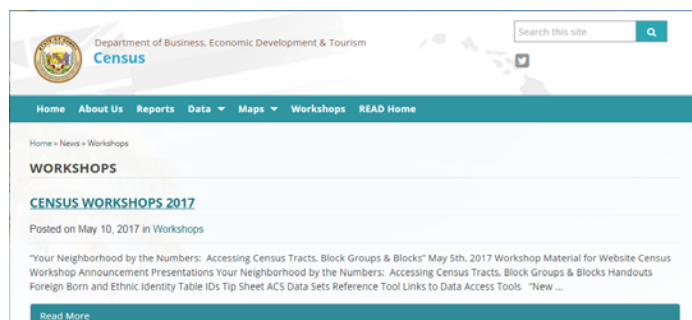 Department of Business, Economic Development & Tourism
Census
Search this site
Home About Us Reports Data Maps Workshops READ Home
Home » News » Workshops
WORKSHOPS
CENSUS WORKSHOPS 2017
Posted on May 10, 2017 in Workshops
"Your Neighborhood by the Numbers: Accessing Census Tracts, Block Groups & Blocks" May 5th, 2017 Workshop Material for Website Census
Workshop Announcement Presentations Your Neighborhood by the Numbers: Accessing Census Tracts, Block Groups & Blocks Handouts
Foreign Born and Ethnic Identity Table IDs Tip Sheet ACS Data Sets Reference Tool Links to Data Access Tools "New ...
Read More